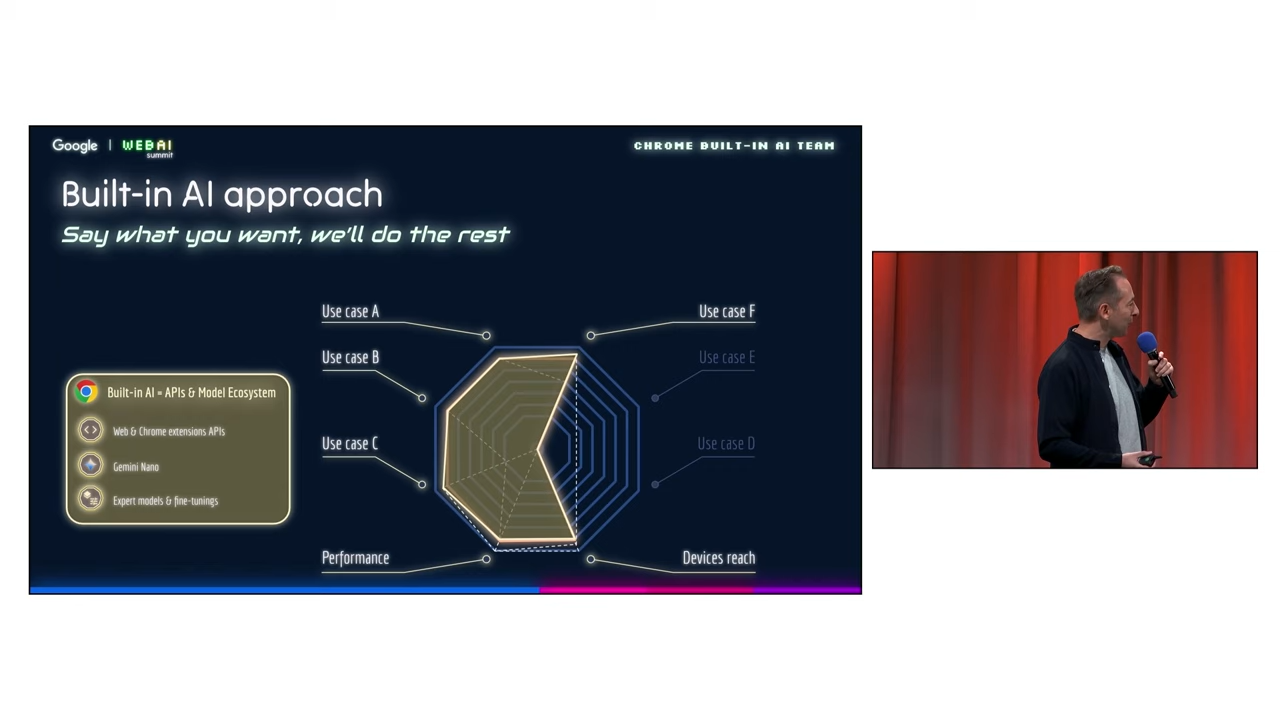 Google | WEBAI
summit
CHROME BUILT-IN AI TEAM
Built-in AI approach
Say what you want, we'll do the rest
Built-in AI = APIs & Model Ecosystem
Web & Chrome extensions APIs
Gemini Nano
Expert models & fine-tunings
Use case A
Use case B
Use case C
Performance
Use case F
Use case E
Use case D
Devices reach